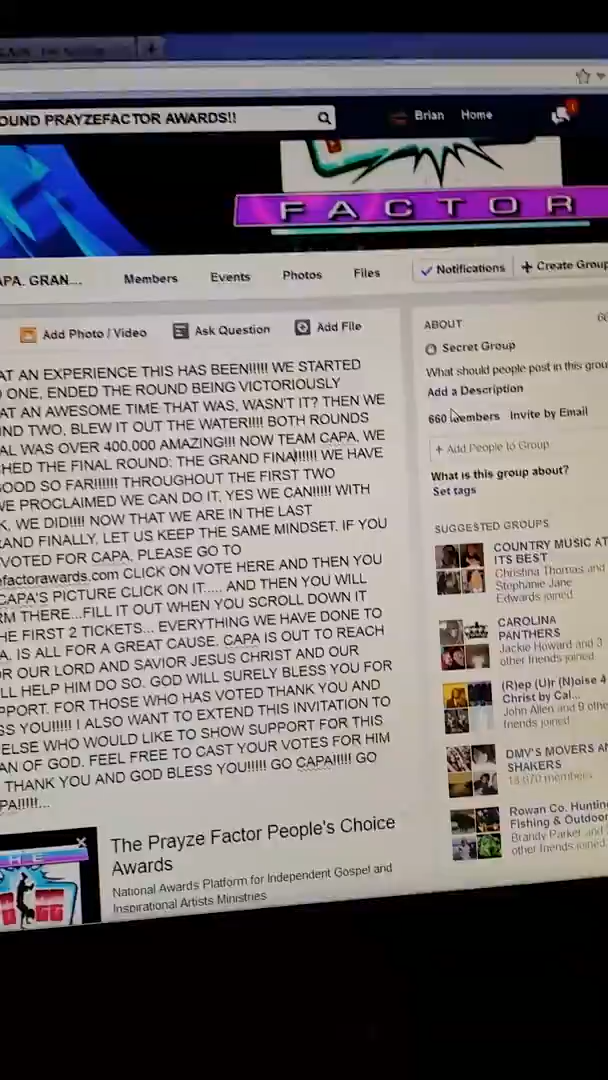 OUND PRAYZEFACTOR AWARDS!!
Brian Home
1
FACTOR
APA. GRAN...
Members
Events
Photos
Files
Notifications
+ Create Group
Add Photo / Video
Ask Question
Add File
AT AN EXPERIENCE THIS HAS BEEN!!!!! WE STARTED
ONE, ENDED THE ROUND BEING VICTORIOUSLY
AT AN AWESOME TIME THAT WAS, WASN'T IT? THEN WE
ND TWO, BLEW IT OUT THE WATER!!!! BOTH ROUNDS
AL WAS OVER 400,000 AMAZING!!! NOW TEAM CAPA, WE
HED THE FINAL ROUND: THE GRAND FINAl!!!!! WE HAVE
OOD SO FAR!!!!!! THROUGHOUT THE FIRST TWO
WE PROCLAIMED WE CAN DO IT, YES WE CAN!!!!! WITH
K, WE DID!!!! NOW THAT WE ARE IN THE LAST
AND FINALLY. LET US KEEP THE SAME MINDSET. IF YOU
VOTED FOR CAPA, PLEASE GO TO
efactorawards.com CLICK ON VOTE HERE AND THEN YOU
CAPA'S PICTURE CLICK ON IT..... AND THEN YOU WILL
RM THERE...FILL IT OUT WHEN YOU SCROLL DOWN IT
HE FIRST 2 TICKETS... EVERYTHING WE HAVE DONE TO
A. IS ALL FOR A GREAT CAUSE. CAPA IS OUT TO REACH
R OUR LORD AND SAVIOR JESUS CHRIST AND OUR
LL HELP HIM DO SO. GOD WILL SURELY BLESS YOU FOR
PPORT. FOR THOSE WHO HAS VOTED THANK YOU AND
SS YOU!!!!! I ALSO WANT TO EXTEND THIS INVITATION TO
ELSE WHO WOULD LIKE TO SHOW SUPPORT FOR THIS
AN OF GOD. FEEL FREE TO CAST YOUR VOTES FOR HIM
THANK YOU AND GOD BLESS YOU!!!!! GO CAPA!!!!! GO
PA!!!!!...
The Prayze Factor People's Choice
Awards
National Awards Platform for Independent Gospel and
Inspirational Artists Ministries
ABOUT
Secret Group
What should people post in this grou
Add a Description
660 members Invite by Email
+ Add People to Group
What is this group about?
Set tags
SUGGESTED GROUPS
COUNTRY MUSIC AT
ITS BEST
Christina Thomas and
Stephanie Jane
Edwards joined
CAROLINA
PANTHERS
Jackie Howard and 3
other friends joined
(R)ep (U)r (N)oise 4
Christ by Cal...
John Allen and 9 othe
friends joined
DMV'S MOVERS AN
SHAKERS
members
Rowan Co. Hunting
Fishing & Outdoor
Brandy Parker and
other friends joined